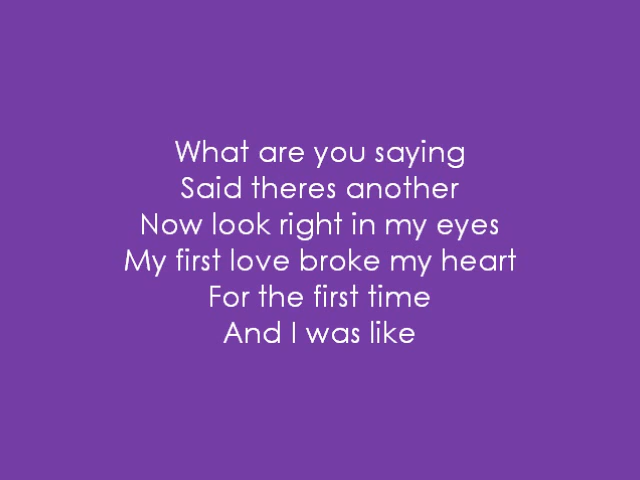 What are you saying
Said theres another
Now look right in my eyes
My first love broke my heart
For the first time
And I was like